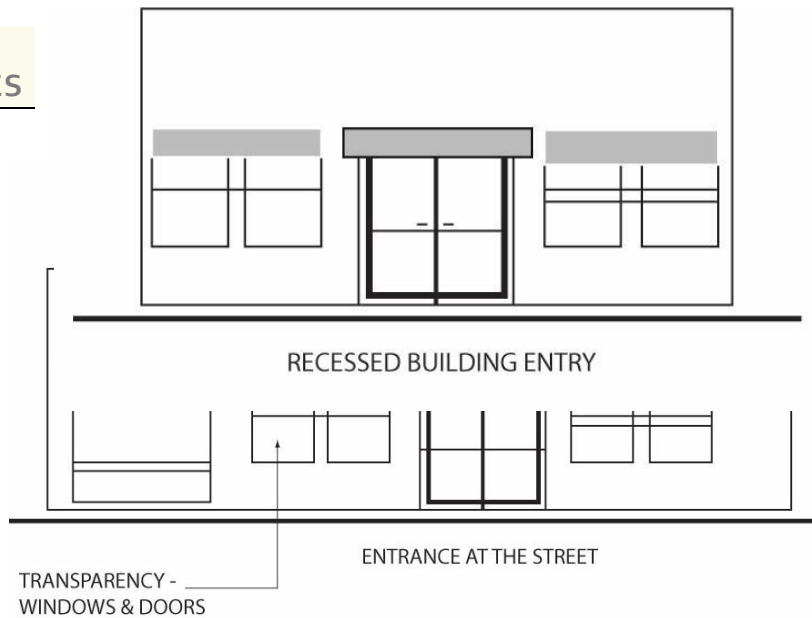 RECESSED BUILDING ENTRY
ENTRANCE AT THE STREET
TRANSPARENCY -
WINDOWS & DOORS